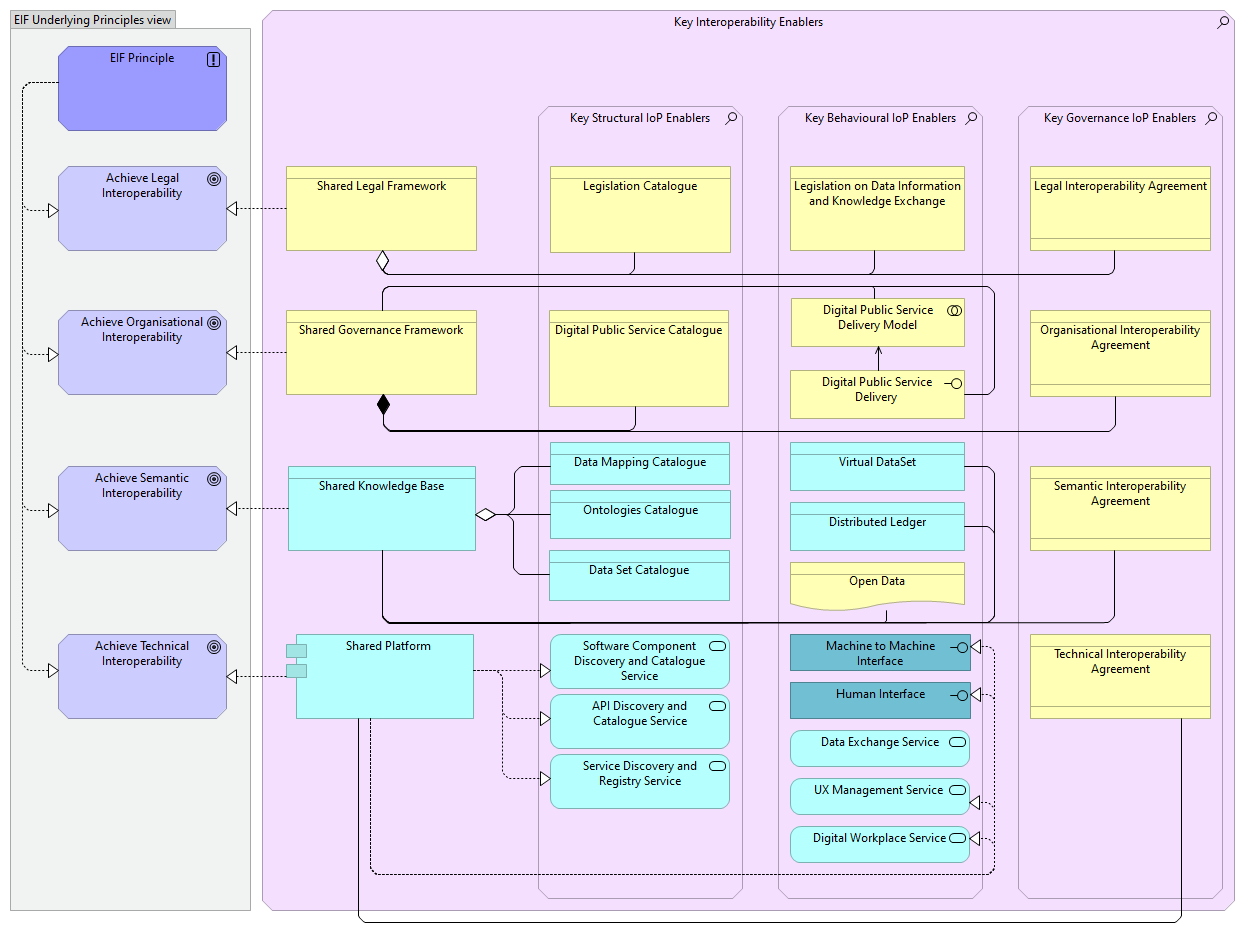 EIF Underlying Principles view
Key Interoperability Enablers
EIF Principle
Key Structural IoP Enablers
Key Behavioural IoP Enablers
Key Governance IoP Enablers
Achieve Legal
Interoperability
Shared Legal Framework
Legislation Catalogue
Legislation on Data Information
and Knowledge Exchange
Legal Interoperability Agreement
Achieve Organisational
Interoperability
Shared Governance Framework
Digital Public Service Catalogue
Digital Public Service
Delivery Model
Digital Public Service
Delivery
Organisational Interoperability
Agreement
Achieve Semantic
Interoperability
Shared Knowledge Base
Data Mapping Catalogue
Ontologies Catalogue
Data Set Catalogue
Virtual DataSet
Distributed Ledger
Open Data
Semantic Interoperability
Agreement
Achieve Technical
Interoperability
Shared Platform
Software Component
Discovery and Catalogue
Service
API Discovery and
Catalogue Service
Service Discovery and
Registry Service
Machine to Machine
Interface
Human Interface
Data Exchange Service
UX Management Service
Digital Workplace Service
Technical Interoperability
Agreement